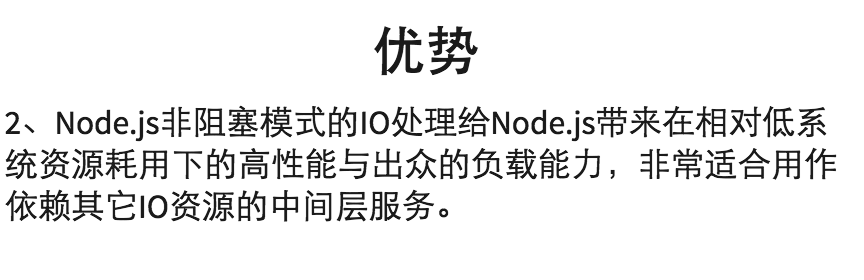 优势
2、Node.js非阻塞模式的IO处理给Node.js带来在相对低系
统资源耗用下的高性能与出众的负载能力，非常适合用作
依赖其它IO资源的中间层服务。